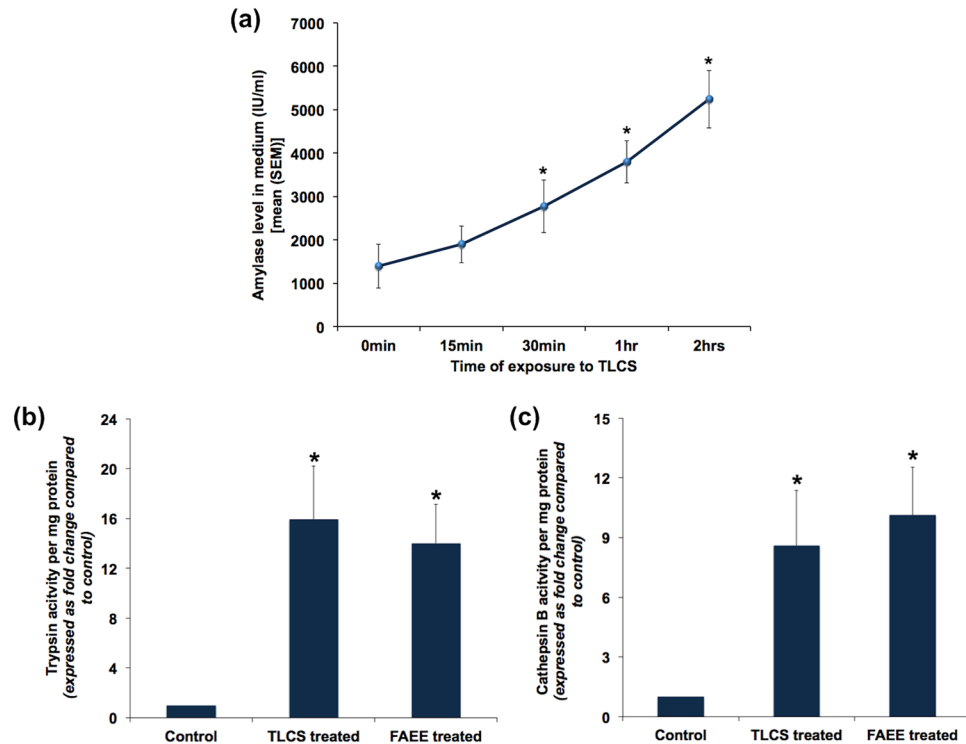 (a)
Amylase level in medium (IU/ml)
[mean (SEM)]
7000
6000
5000
4000
3000
2000
1000
0
*
*
*
0min 15min 30min 1hr 2hrs
Time of exposure to TLCS
(b)
Trypsin acitvity per mg protein
(expressed as fold change compared
to control)
24
20
16
12
8
4
0
*
*
Control TLCS treated FAEE treated
(c)
Cathepsin B acitvity per mg protein
(expressed as fold change compared
to control)
15
12
9
6
3
0
*
*
Control TLCS treated FAEE treated